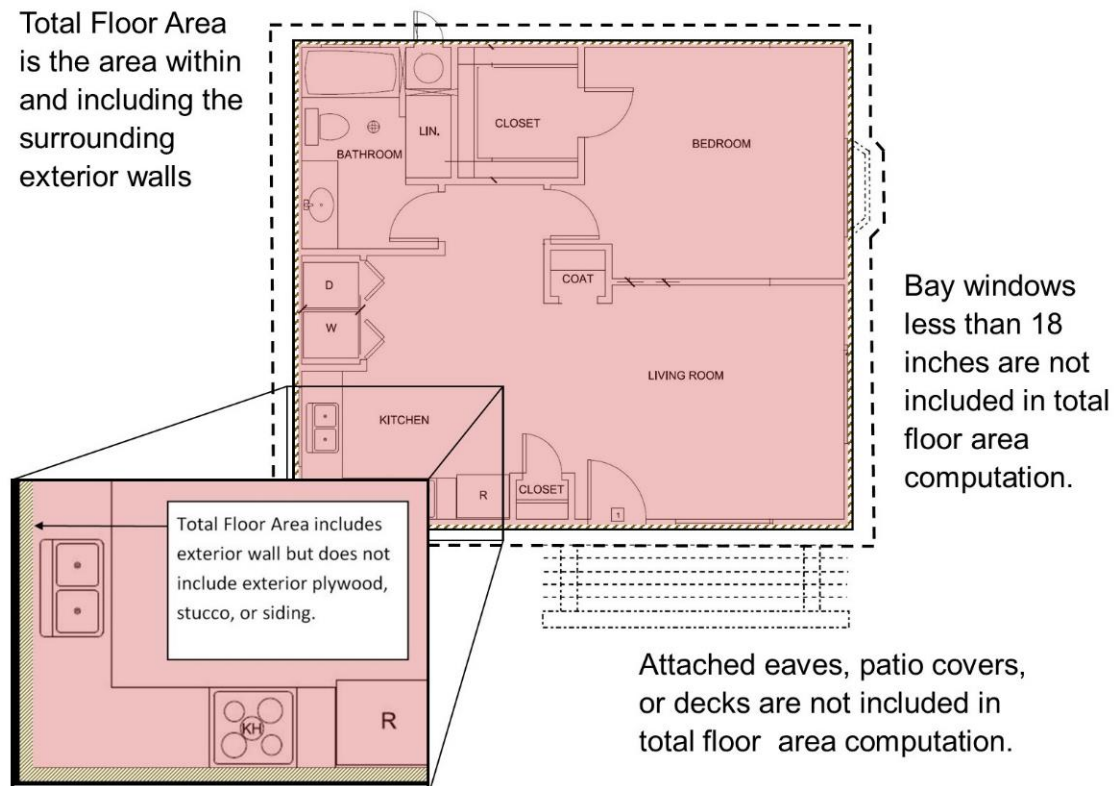 Total Floor Area
is the area within
and including the
surrounding
exterior walls
LIN.
CLOSET
BEDROOM
BATHROOM
COAT
D
W
LIVING ROOM
KITCHEN
R
CLOSET
1
Bay windows
less than 18
inches are not
included in total
floor area
computation.
Total Floor Area includes
exterior wall but does not
include exterior plywood,
stucco, or siding.
KH
R
Attached eaves, patio covers,
or decks are not included in
total floor area computation.